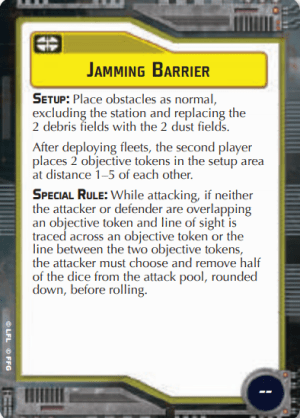 JAMMING BARRIER
SETUP: Place obstacles as normal,
excluding the station and replacing the
2 debris fields with the 2 dust fields.
After deploying fleets, the second player
places 2 objective tokens in the setup area
at distance 1–5 of each other.
SPECIAL RULE: While attacking, if neither
the attacker or defender are overlapping
an objective token and line of sight is
traced across an objective token or the
line between the two objective tokens,
the attacker must choose and remove half
of the dice from the attack pool, rounded
down, before rolling.
© LFL © FFG
--